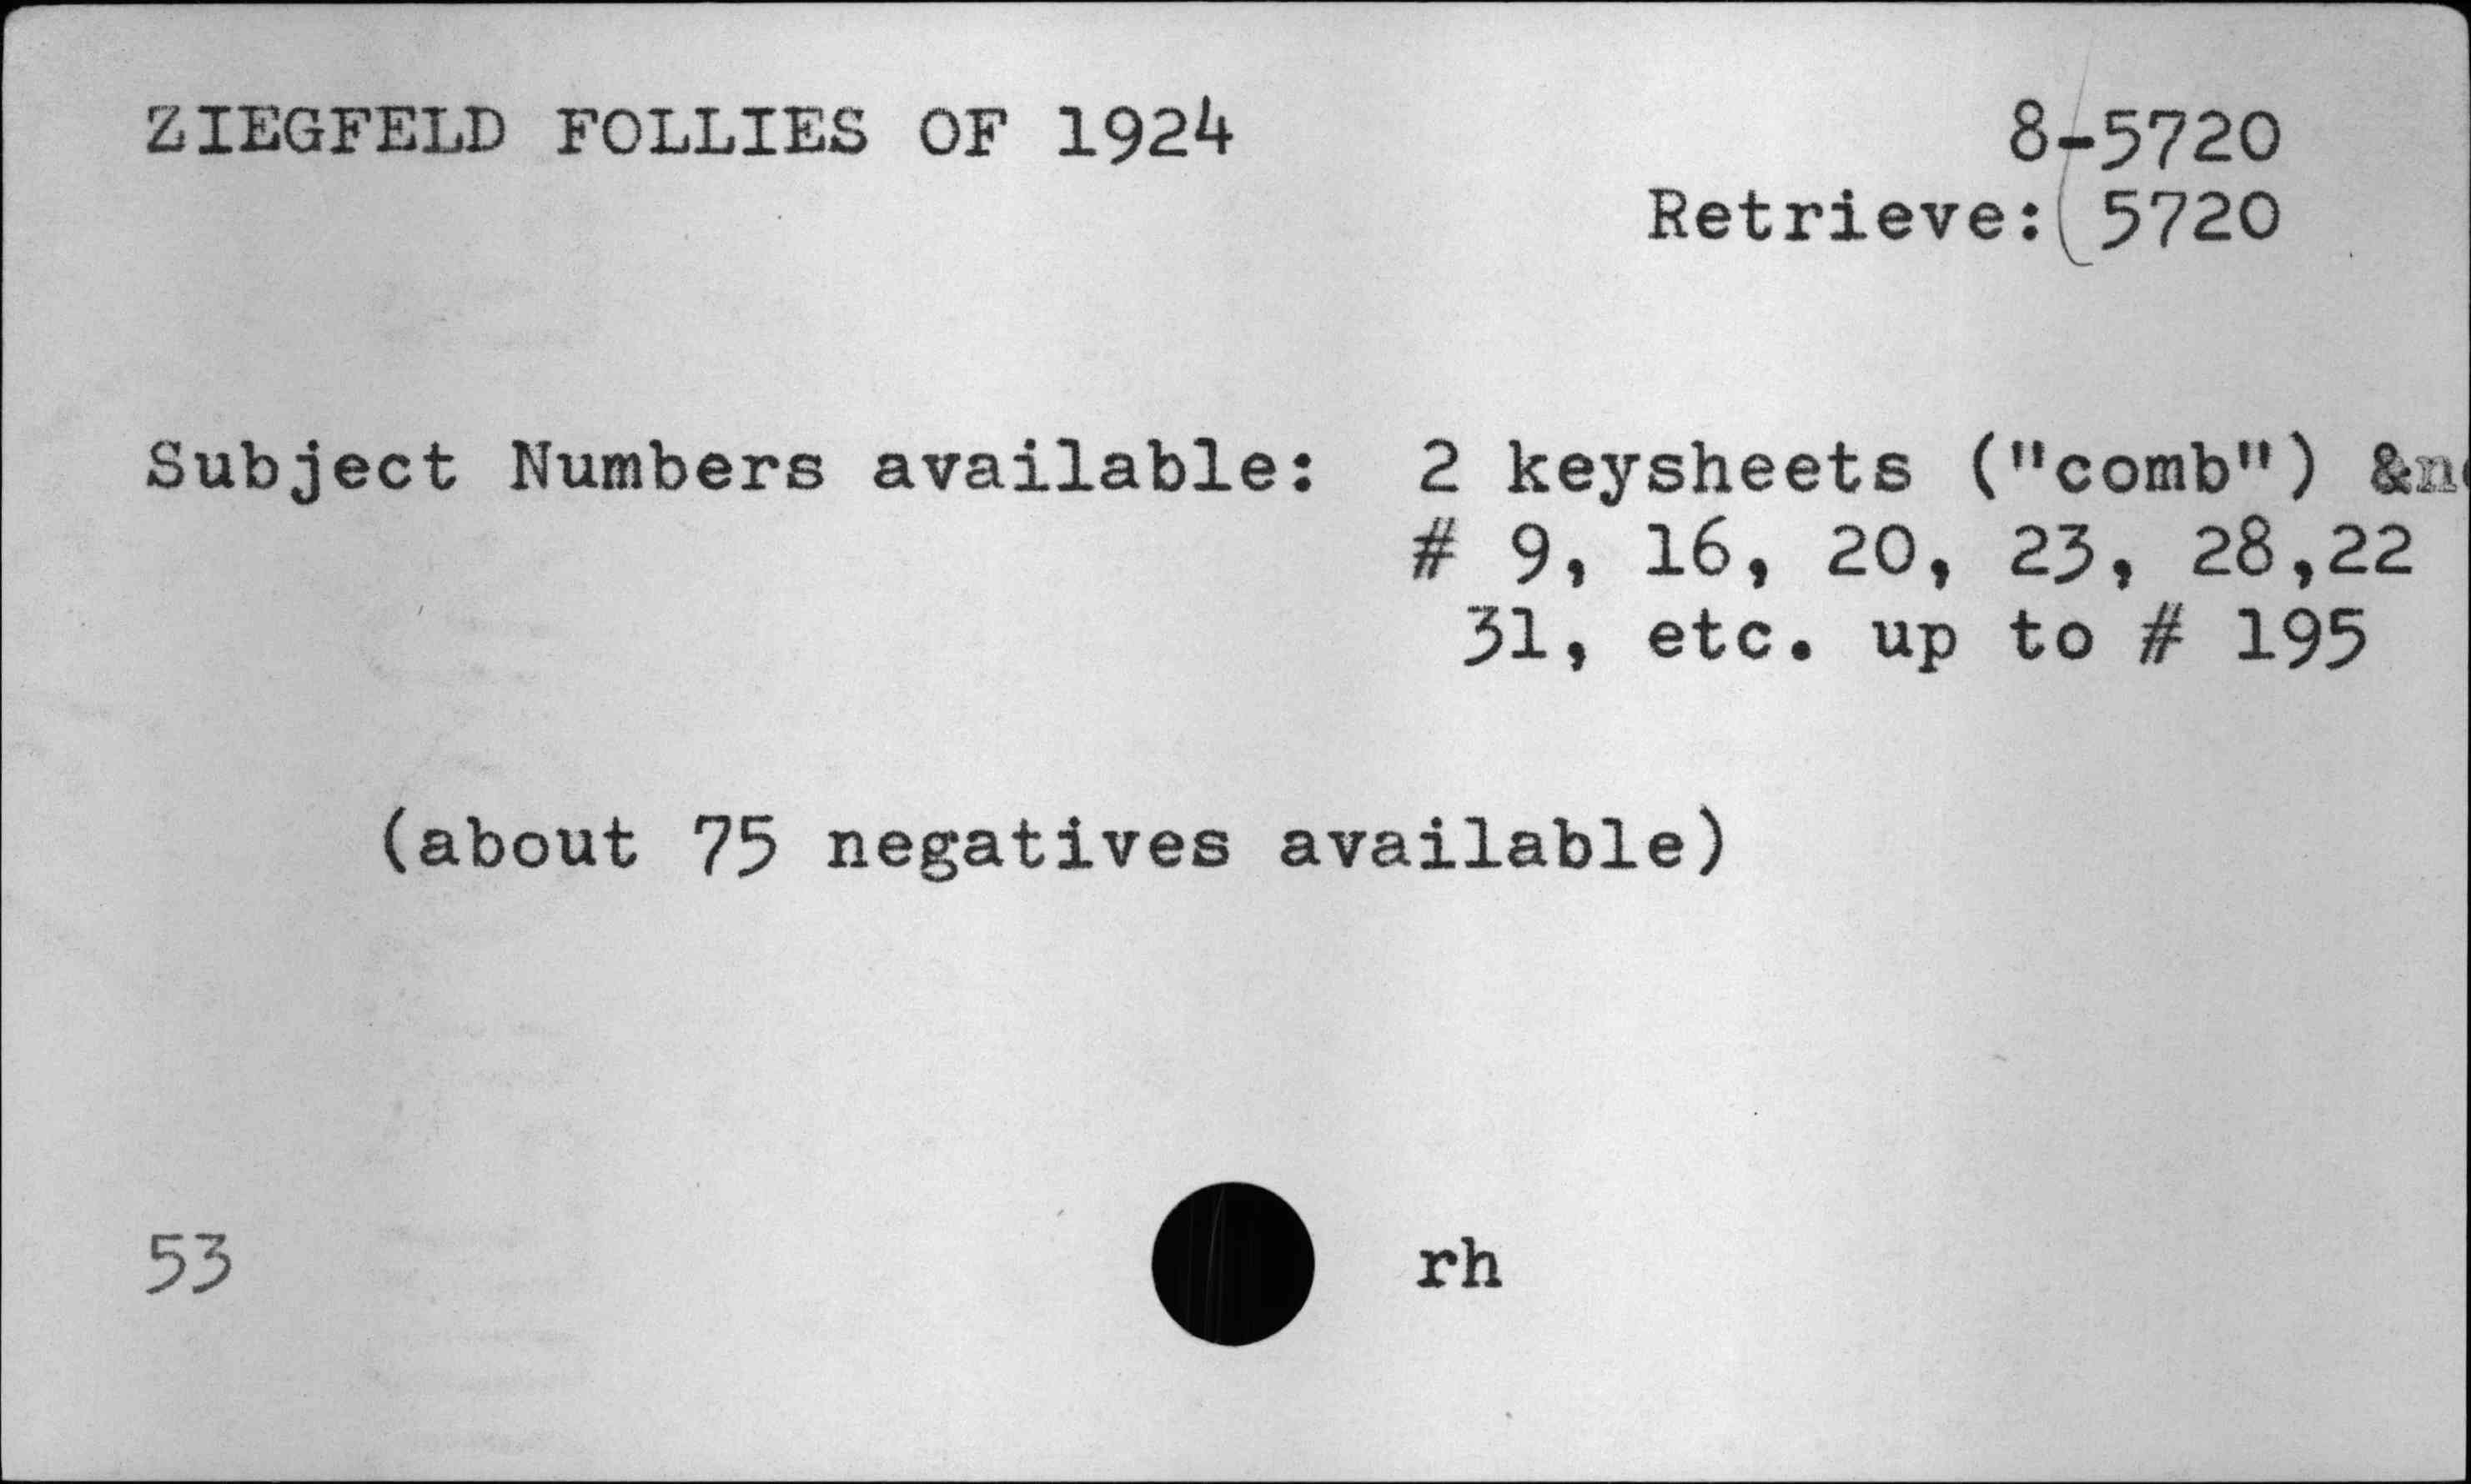 ZIEGFELD FOLLIES OF 1924
8-5720
Retrieve: 5720
Subject Numbers available: 2 keysheets ("comb") &
# 9, 16, 20, 23, 28,22
31, etc. up to # 195
(about 75 negatives available)
53 rh